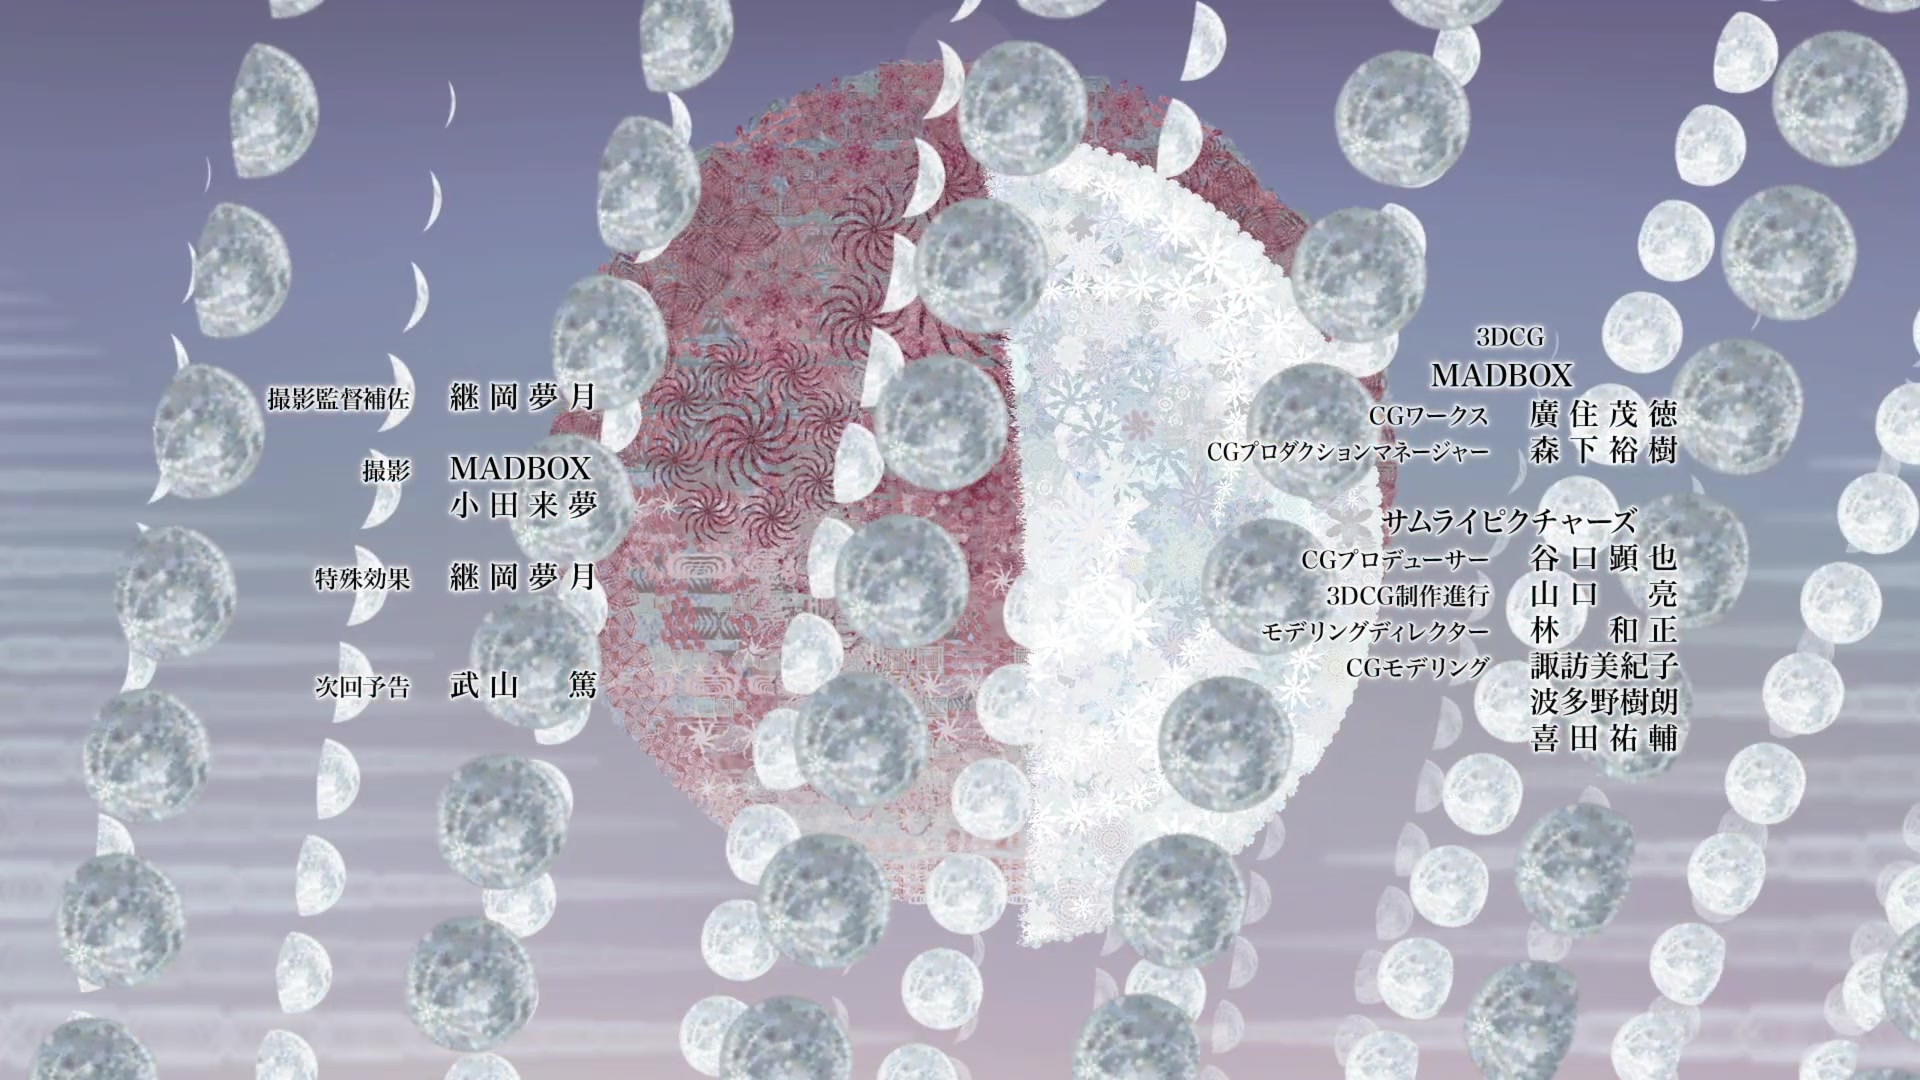 撮影監督補佐 継岡夢月
撮影 MADBOX
小田来夢
特殊効果 継岡夢月
次回予告 武山 篤
3DCG
MADBOX
CGワークス 廣住茂徳
CGプロダクションマネージャー 森下裕樹
サムライピクチャーズ
CGプロデューサー 谷口顕也
3DCG制作進行 山口 亮
モデリングディレクター 林 和正
CGモデリング 諏訪美紀子
波多野樹朗
喜田祐輔